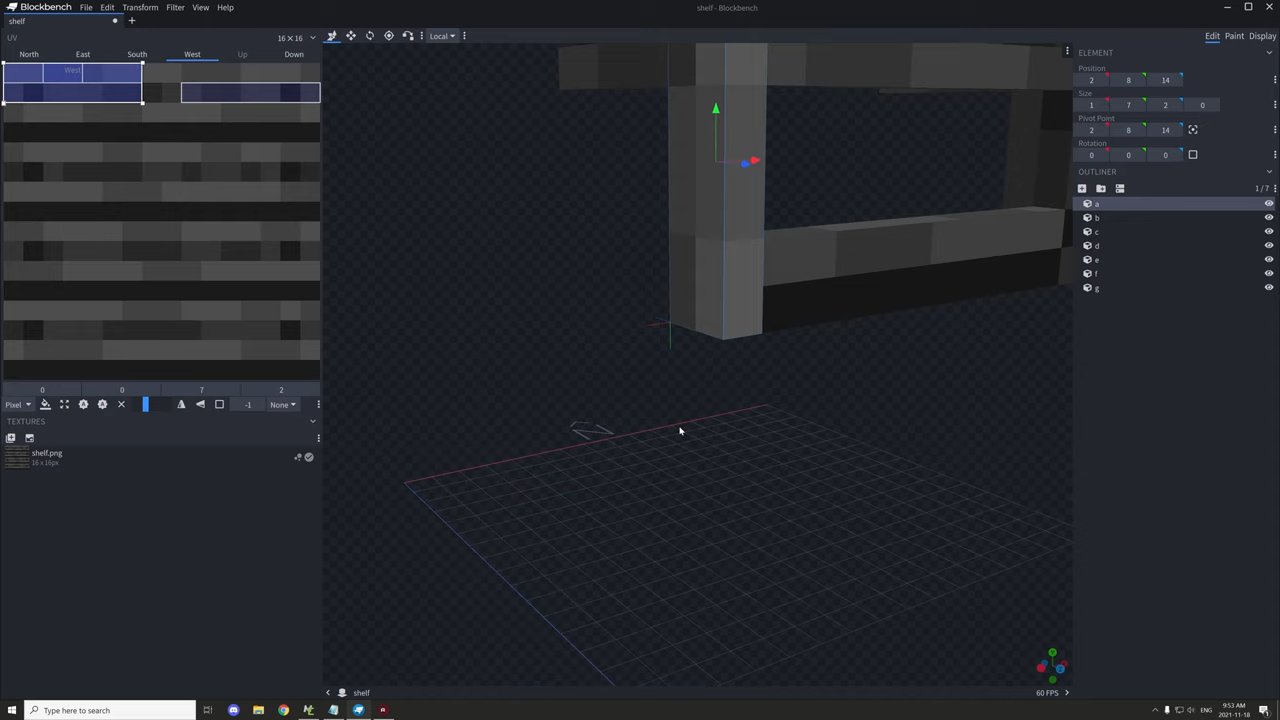 Blockbench File Edit Transform Filter View Help
shelf - Blockbench
shelf
UV
16 × 16
North East South West Up Down
West
0 0 7 2
Pixel
-1
None
TEXTURES
shelf.png
16 x 16px
Local
shelf
60 FPS
Edit Paint Display
ELEMENT
Position
2 8 14
Size
1 7 2 0
Pivot Point
2 8 14
Rotation
0 0 0
OUTLINER
1/7
a
b
c
d
e
f
g
Type here to search
ENG
9:53 AM
2021-11-18